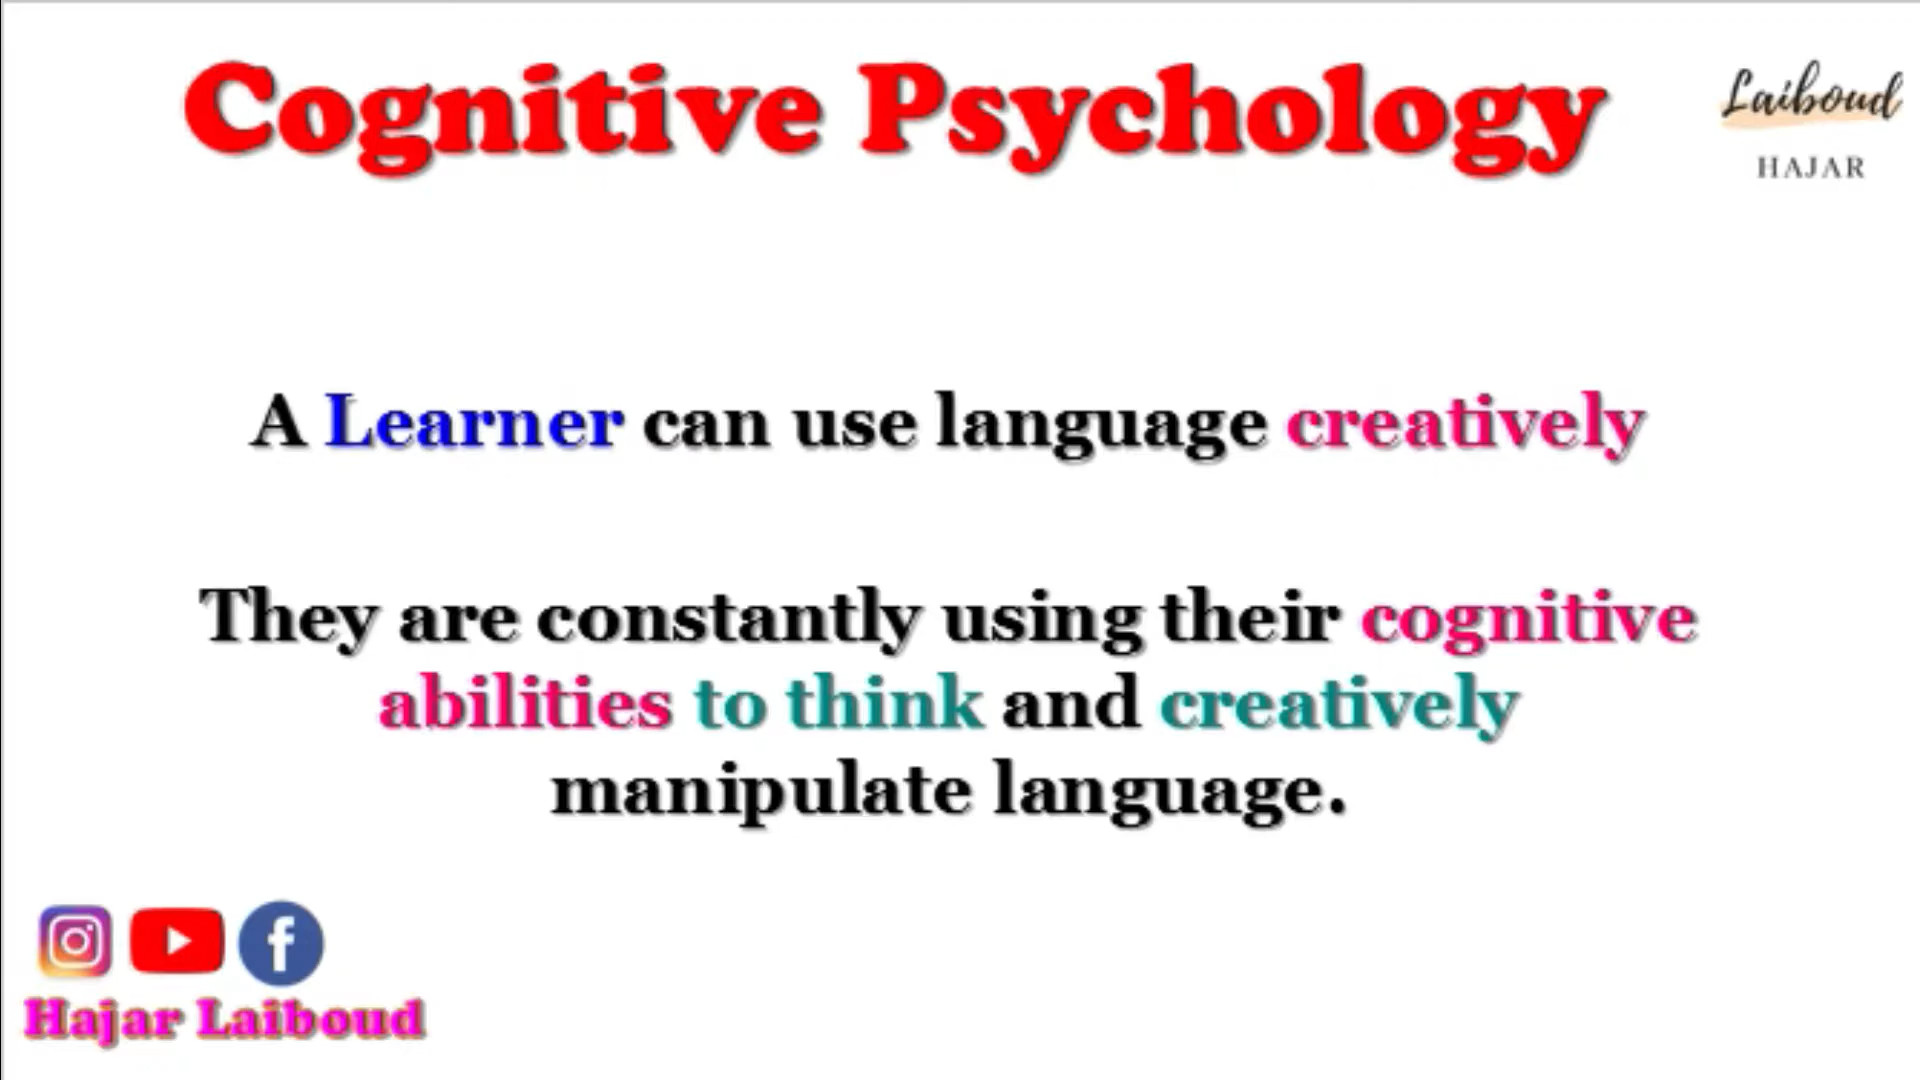 Cognitive Psychology
Laiboud
HAJAR
A Learner can use language creatively
They are constantly using their cognitive
abilities to think and creatively
manipulate language.
Hajar Laiboud